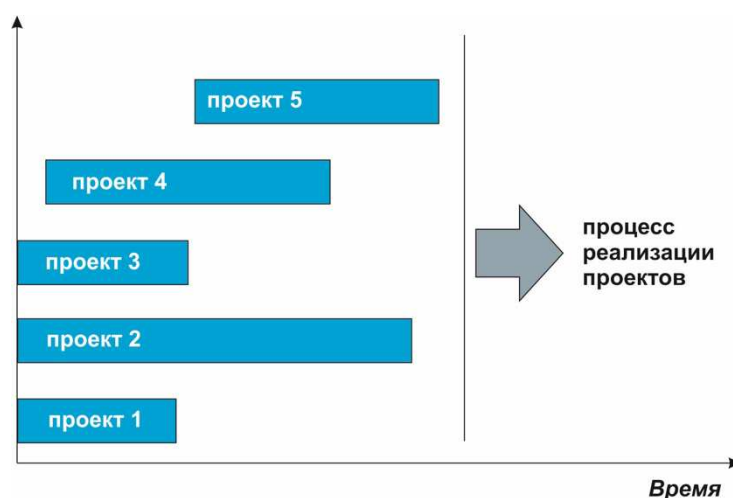 проект 5
проект 4
проект 3
проект 2
проект 1
процесс
реализации
проектов
Время